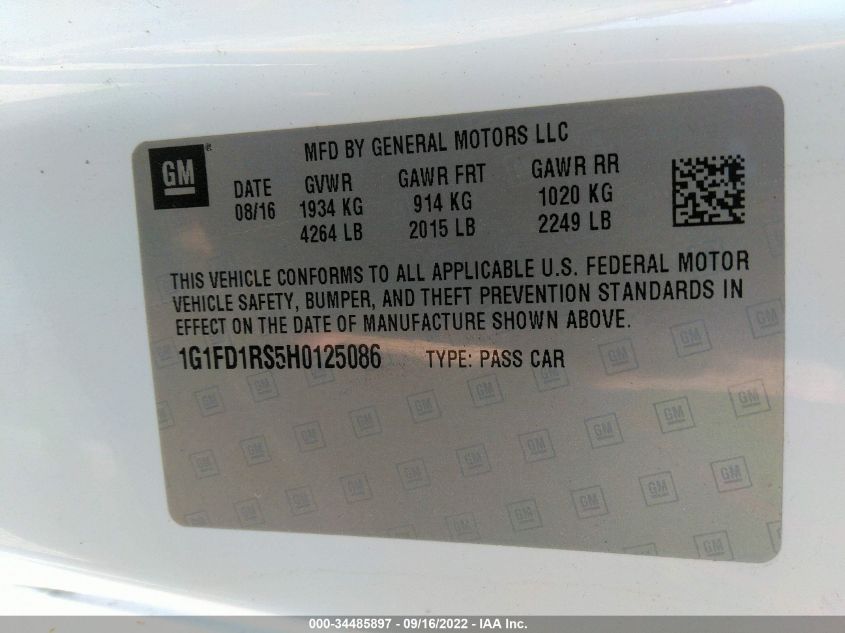 MFD BY GENERAL MOTORS LLC
GM®
DATE GVWR GAWR FRT GAWR RR
08/16 1934 KG 914 KG 1020 KG
4264 LB 2015 LB 2249 LB
THIS VEHICLE CONFORMS TO ALL APPLICABLE U.S. FEDERAL MOTOR
VEHICLE SAFETY, BUMPER, AND THEFT PREVENTION STANDARDS IN
EFFECT ON THE DATE OF MANUFACTURE SHOWN ABOVE.
1G1FD1RS5H0125086 TYPE: PASS CAR
000-34485897 - 09/16/2022 - IAA Inc.